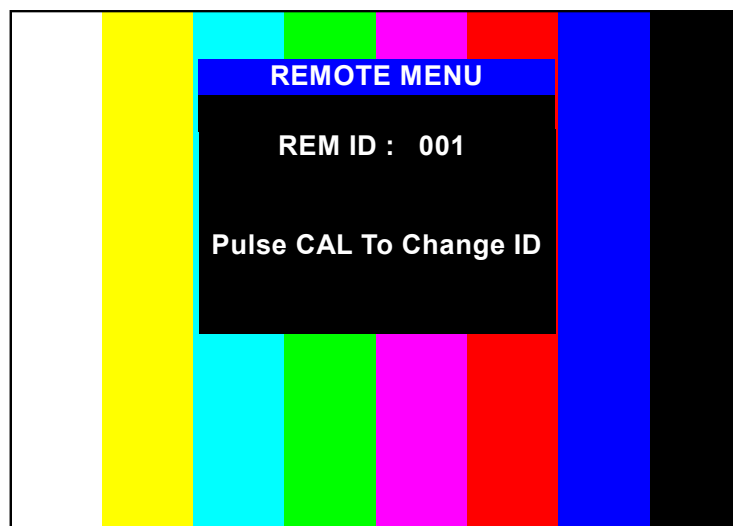 REMOTE MENU
REM ID : 001
Pulse CAL To Change ID